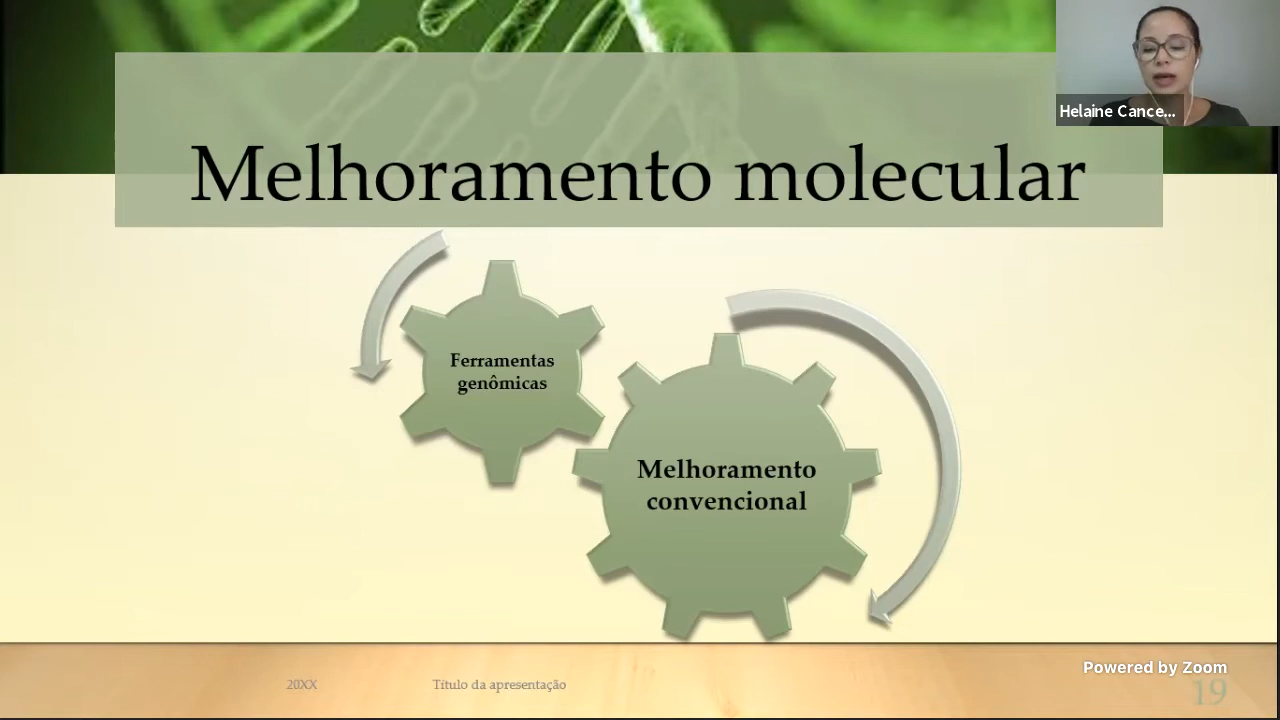 Helaine Cance...
Melhoramento molecular
Ferramentas
genômicas
Melhoramento
convencional
20XX
Título da apresentação
Powered by Zoom
19